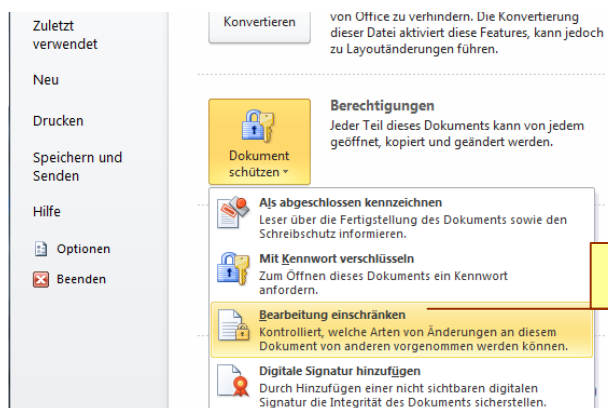 Zuletzt
verwendet
Neu
Drucken
Speichern und
Senden
Hilfe
Optionen
Beenden
Konvertieren
von Office zu verhindern. Die Konvertierung
dieser Datei aktiviert diese Features, kann jedoch
zu Layoutänderungen führen.
Dokument
schützen
Berechtigungen
Jeder Teil dieses Dokuments kann von jedem
geöffnet, kopiert und geändert werden.
Als abgeschlossen kennzeichnen
Leser über die Fertigstellung des Dokuments sowie den
Schreibschutz informieren.
Mit Kennwort verschlüsseln
Zum Öffnen dieses Dokuments ein Kennwort
anfordern.
Bearbeitung einschränken
Kontrolliert, welche Arten von Änderungen an diesem
Dokument von anderen vorgenommen werden können.
Digitale Signatur hinzufügen
Durch Hinzufügen einer nicht sichtbaren digitalen
Signatur die Integrität des Dokuments sicherstellen.